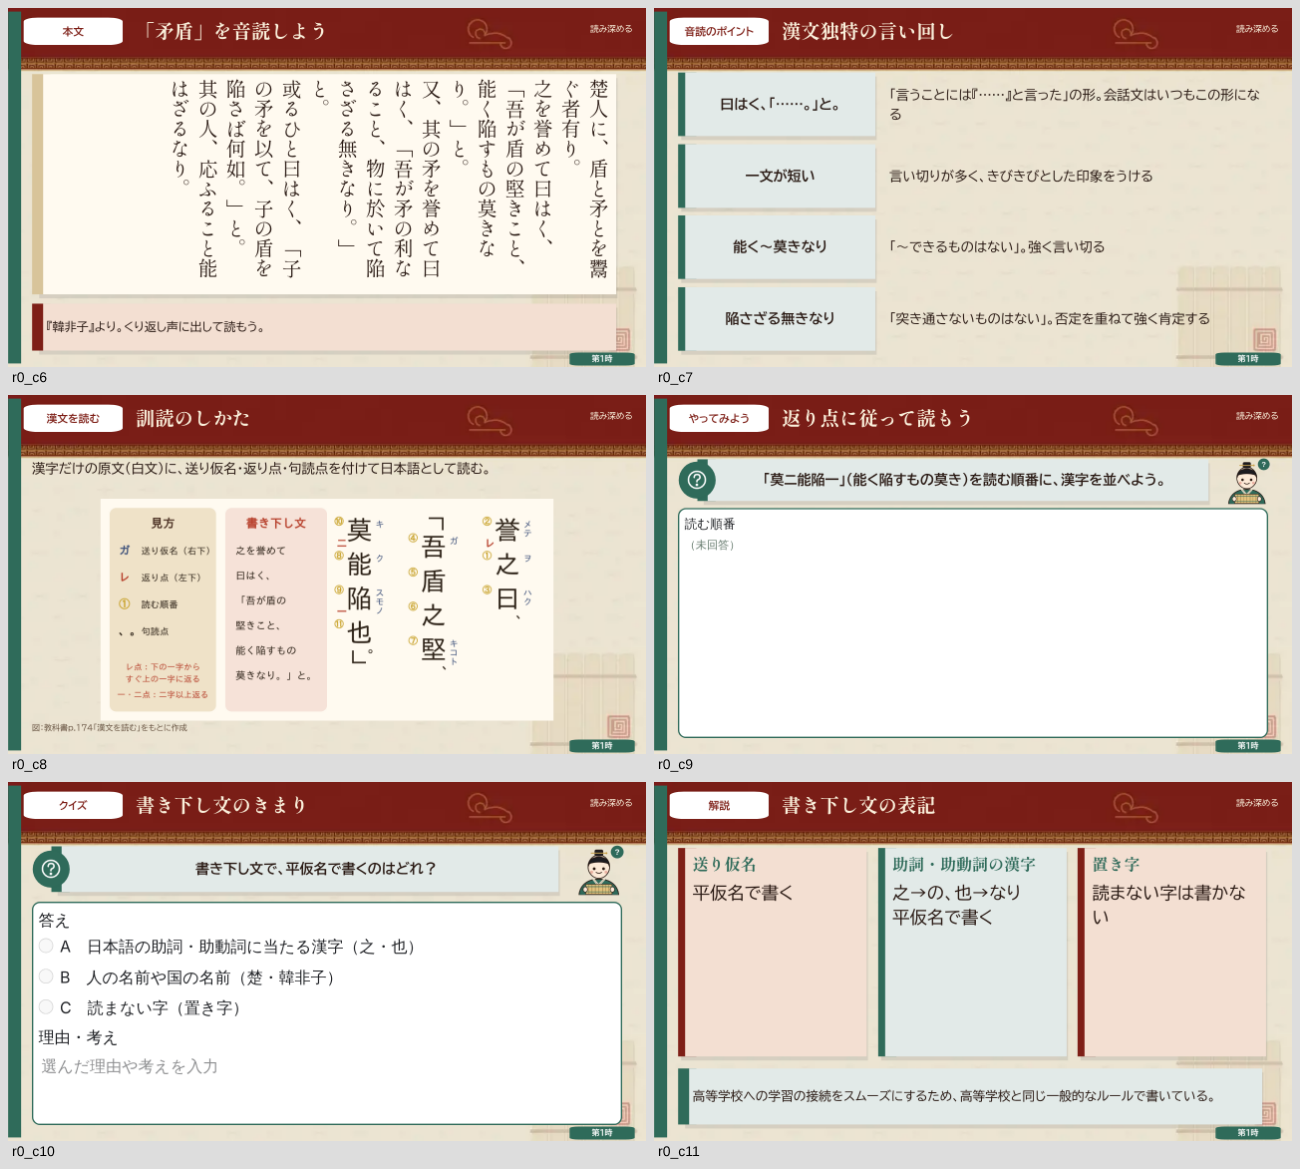 本文
「矛盾」を音読しよう
読み深める
楚人に、盾と矛とを鬻
ぐ者有り。
之を誉めて曰はく、
「吾が盾の堅きこと、
能く陥すもの莫きな
り。」と。
又、其の矛を誉めて曰
はく、「吾が矛の利な
ること、物に於いて陥
さざる無きなり。」
と。
或るひと曰はく、「子
の矛を以て、子の盾を
陥さば何如。」と。
其の人、応ふること能
はざるなり。
『韓非子』より。くり返し声に出して読もう。
第1時
r0_c6
音読のポイント
漢文独特の言い回し
読み深める
曰はく、「……。」と。
「言うことには『……』と言った」の形。会話文はいつもこの形にな
る
一文が短い
言い切りが多く、きびきびとした印象をうける
能く～莫きなり
「～できるものはない」。強く言い切る
陥さざる無きなり
「突き通さないものはない」。否定を重ねて強く肯定する
第1時
r0_c7
漢文を読む
訓読のしかた
読み深める
漢字だけの原文(白文)に、送り仮名・返り点・句読点を付けて日本語として読む。
見方
ガ 送り仮名（右下）
レ 返り点（左下）
① 読む順番
、。句読点
レ点：下の一字から
すぐ上の一字に返る
一・二点：二字以上返る
書き下し文
之を誉めて
曰はく、
「吾が盾の
堅きこと、
能く陥すもの
莫きなり。」と。
②誉メテレ①之ヲ③曰ハク、
「④吾ガ⑤盾⑥之⑦堅キコト、
⑩莫キ二⑧能ク⑨陥スモノ一⑪也。」
図：教科書p.174「漢文を読む」をもとに作成
第1時
r0_c8
やってみよう
返り点に従って読もう
読み深める
?
「莫二能陥一」(能く陥すもの莫き)を読む順番に、漢字を並べよう。
?
読む順番
（未回答）
第1時
r0_c9
クイズ
書き下し文のきまり
読み深める
?
書き下し文で、平仮名で書くのはどれ？
?
答え
A 日本語の助詞・助動詞に当たる漢字（之・也）
B 人の名前や国の名前（楚・韓非子）
C 読まない字（置き字）
理由・考え
選んだ理由や考えを入力
第1時
r0_c10
解説
書き下し文の表記
読み深める
送り仮名
平仮名で書く
助詞・助動詞の漢字
之→の、也→なり
平仮名で書く
置き字
読まない字は書かな
い
高等学校への学習の接続をスムーズにするため、高等学校と同じ一般的なルールで書いている。
第1時
r0_c11